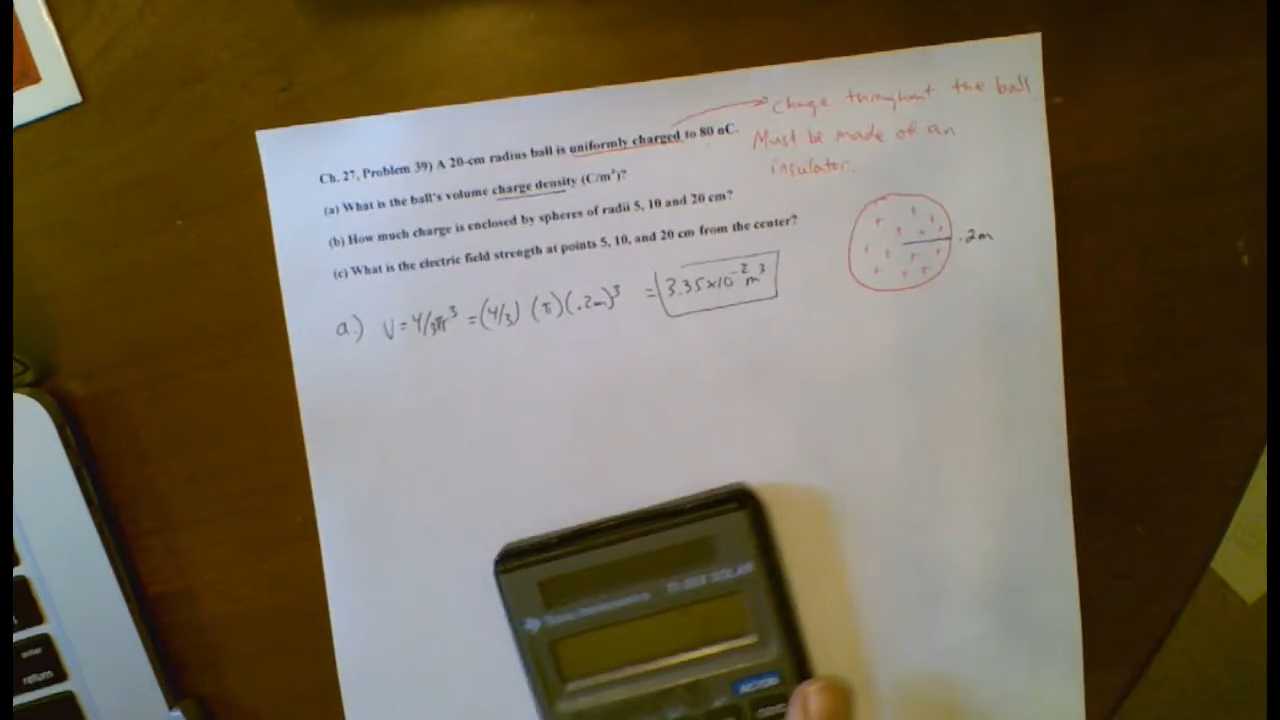 Charge throughout the ball
Must be made of an
insulator.
Ch. 27, Problem 39) A 20-cm radius ball is uniformly charged to 80 nC.
(a) What is the ball's volume charge density (C/m³)?
(b) How much charge is enclosed by spheres of radii 5, 10 and 20 cm?
(c) What is the electric field strength at points 5, 10, and 20 cm from the center?
.2m
a.) V = 4/3πr³ = (4/3) (π)(.2m)³ = 3.35×10⁻² m³
enter
return